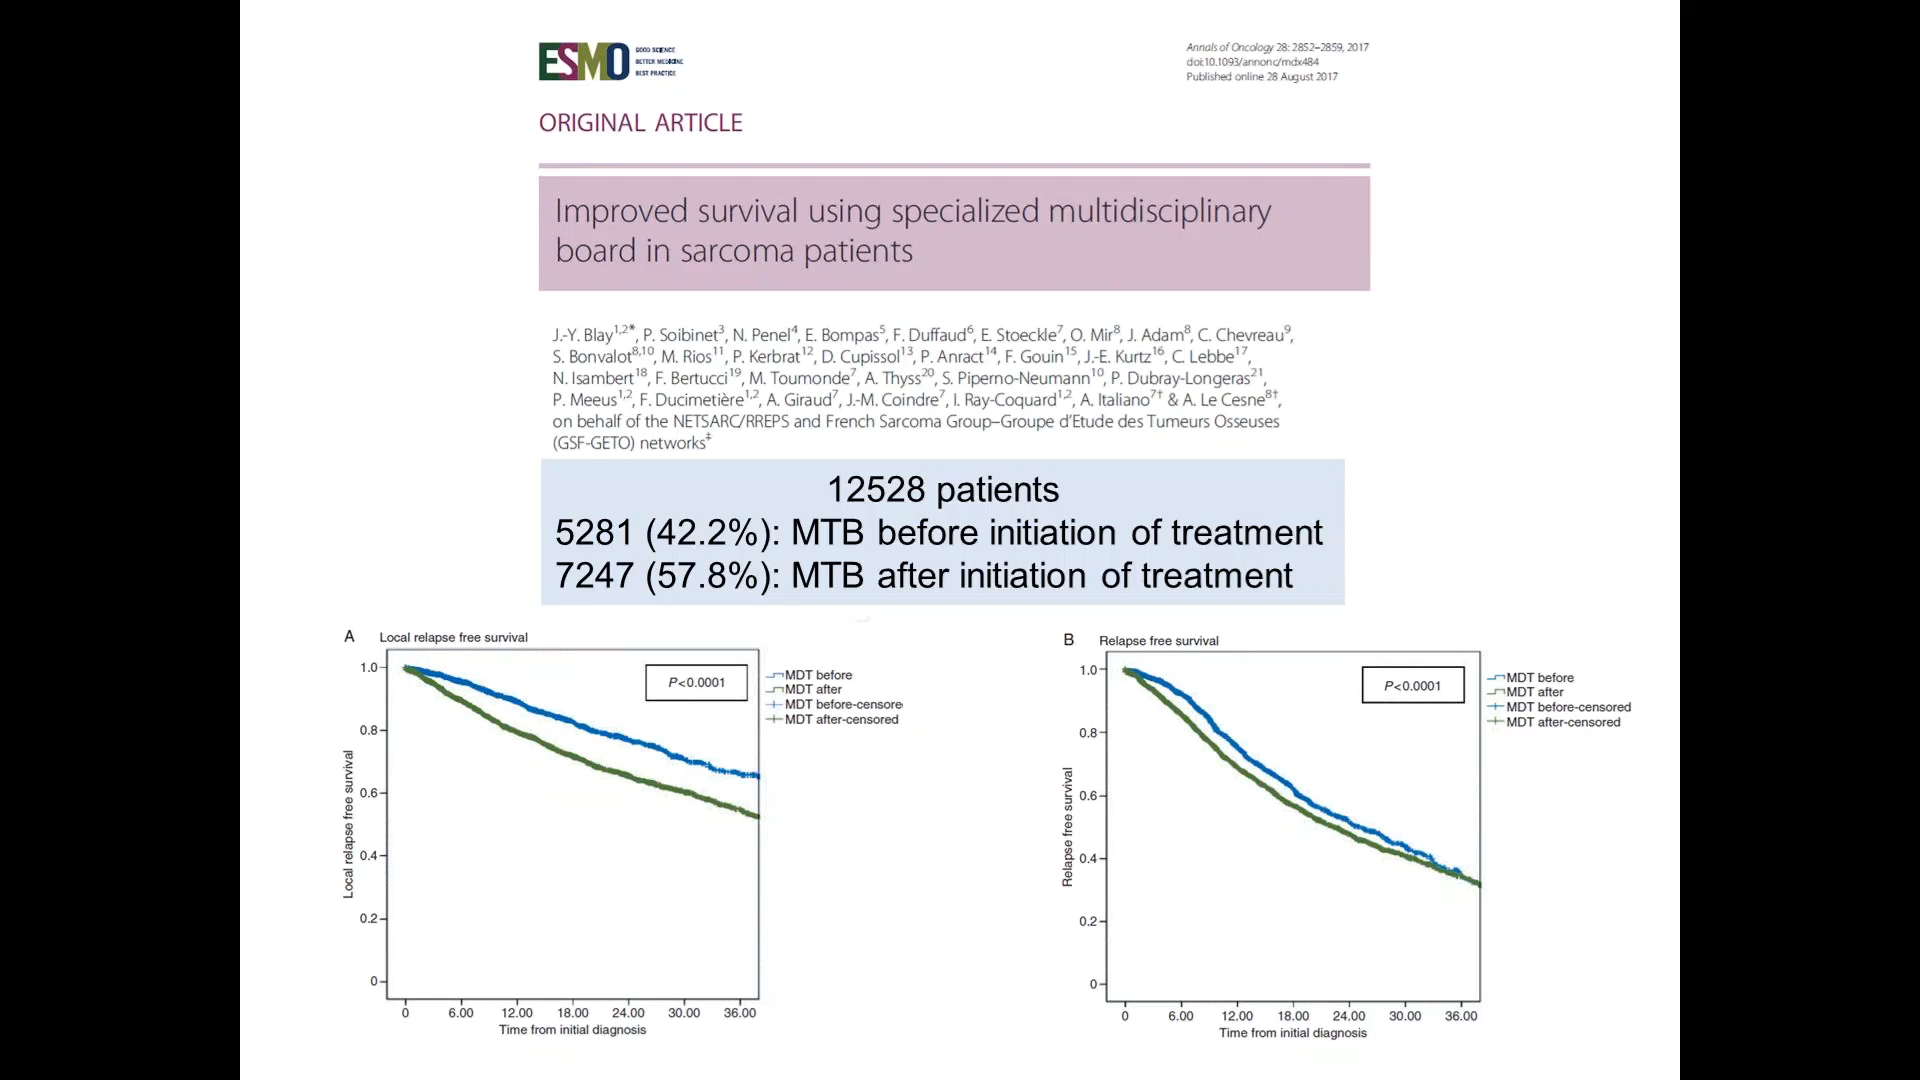 ESMO
GOOD SCIENCE
BETTER MEDICINE
BEST PRACTICE
Annals of Oncology 28: 2852–2859, 2017
doi:10.1093/annonc/mdx484
Published online 28 August 2017
ORIGINAL ARTICLE
Improved survival using specialized multidisciplinary
board in sarcoma patients
J.-Y. Blay1,2*, P. Soibinet3, N. Penel4, E. Bompas5, F. Duffaud6, E. Stoeckle7, O. Mir8, J. Adam8, C. Chevreau9,
S. Bonvalot8,10, M. Rios11, P. Kerbrat12, D. Cupissol13, P. Anract14, F. Gouin15, J.-E. Kurtz16, C. Lebbe17,
N. Isambert18, F. Bertucci19, M. Toumonde7, A. Thyss20, S. Piperno-Neumann10, P. Dubray-Longeras21,
P. Meeus1,2, F. Ducimetière1,2, A. Giraud7, J.-M. Coindre7, I. Ray-Coquard1,2, A. Italiano7† & A. Le Cesne8†,
on behalf of the NETSARC/RREPS and French Sarcoma Group–Groupe d'Etude des Tumeurs Osseuses
(GSF-GETO) networks‡
12528 patients
5281 (42.2%): MTB before initiation of treatment
7247 (57.8%): MTB after initiation of treatment
A Local relapse free survival
1.0
0.8
0.6
0.4
0.2
0
Local relapse free survival
P<0.0001
MDT before
MDT after
MDT before-censore
MDT after-censored
0 6.00 12.00 18.00 24.00 30.00 36.00
Time from initial diagnosis
B Relapse free survival
1.0
0.8
0.6
0.4
0.2
0
Relapse free survival
P<0.0001
MDT before
MDT after
MDT before-censored
MDT after-censored
0 6.00 12.00 18.00 24.00 30.00 36.00
Time from initial diagnosis